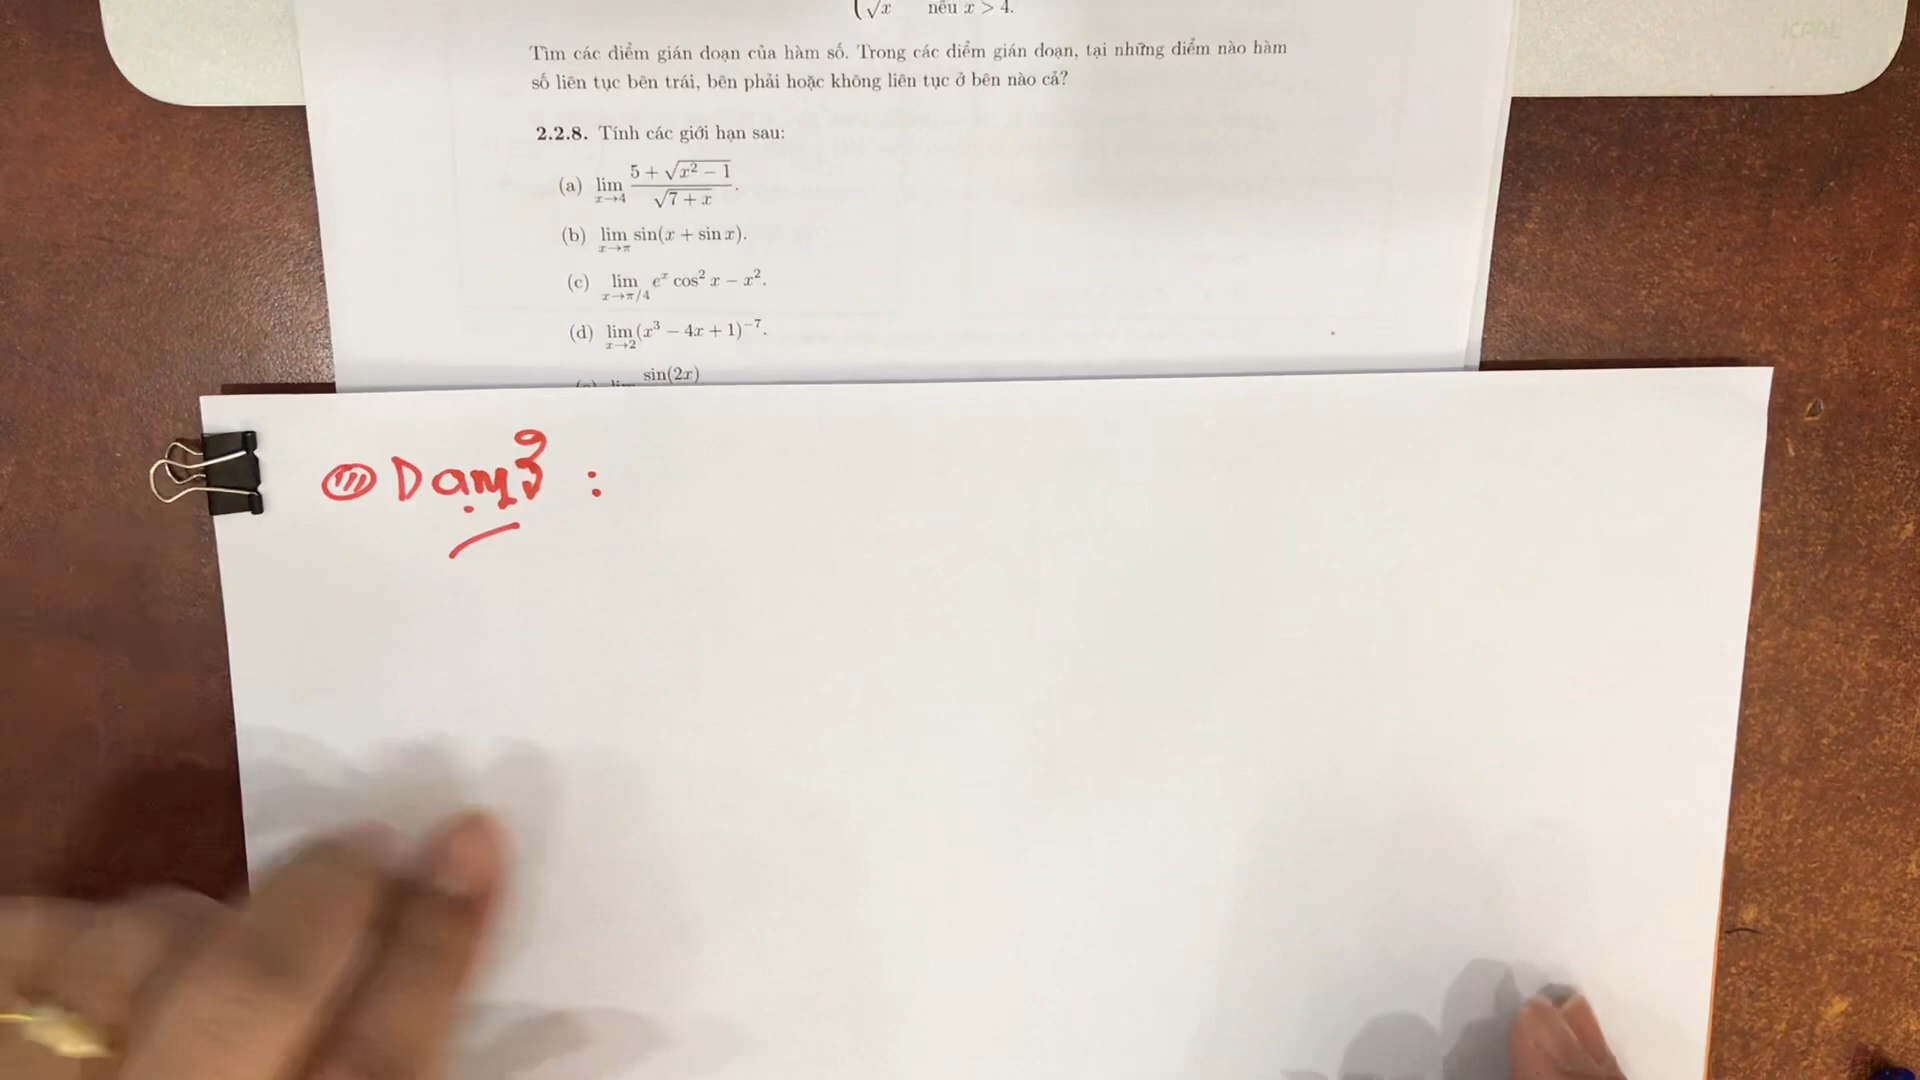 √x nếu x > 4.
Tìm các điểm gián đoạn của hàm số. Trong các điểm gián đoạn, tại những điểm nào hàm
số liên tục bên trái, bên phải hoặc không liên tục ở bên nào cả?
2.2.8. Tính các giới hạn sau:
(a) lim x→4 (5 + √(x² − 1))/√(7 + x).
(b) lim x→π sin(x + sin x).
(c) lim x→π/4 eˣ cos² x − x².
(d) lim x→2 (x³ − 4x + 1)⁻⁷.
sin(2x)